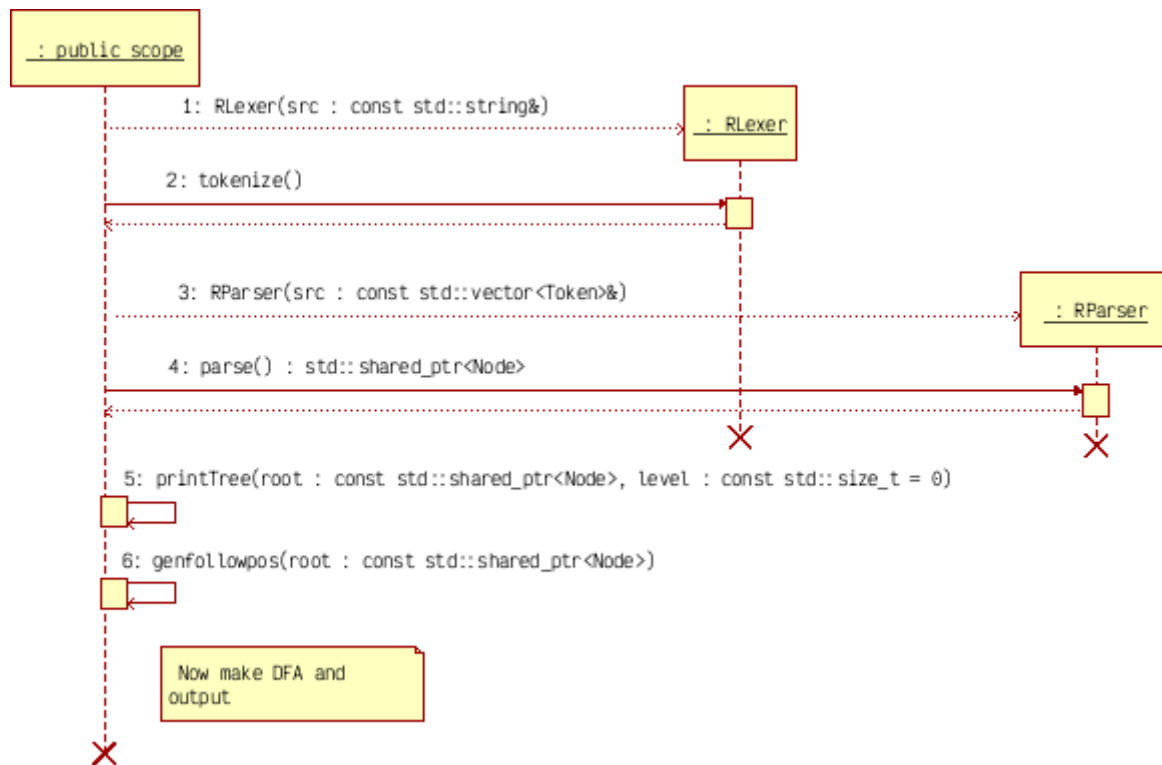 : public scope
1: RLexer(src : const std::string&)
: RLexer
2: tokenize()
3: RParser(src : const std::vector<Token>&)
: RParser
4: parse() : std::shared_ptr<Node>
5: printTree(root : const std::shared_ptr<Node>, level : const std::size_t = 0)
6: genfollowpos(root : const std::shared_ptr<Node>)
Now make DFA and
output